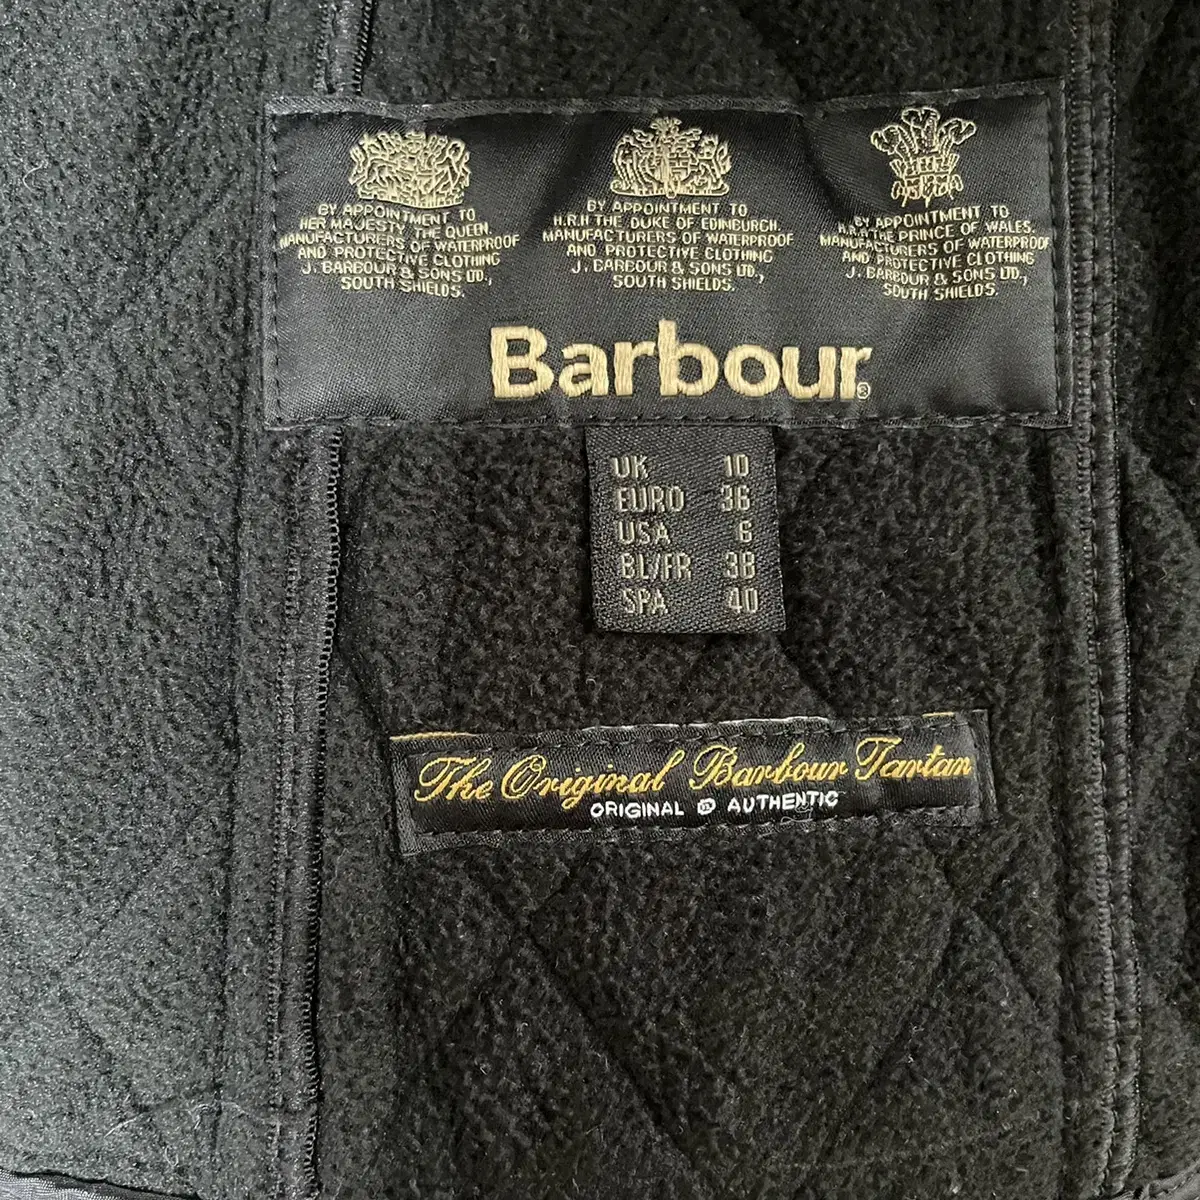 BY APPOINTMENT TO
HER MAJESTY THE QUEEN
MANUFACTURERS OF WATERPROOF
AND PROTECTIVE CLOTHING
J. BARBOUR & SONS LTD.,
SOUTH SHIELDS.
BY APPOINTMENT TO
H.R.H THE DUKE OF EDINBURGH.
MANUFACTURERS OF WATERPROOF
AND PROTECTIVE CLOTHING
J. BARBOUR & SONS LTD.,
SOUTH SHIELDS.
BY APPOINTMENT TO
H.R.H THE PRINCE OF WALES.
MANUFACTURERS OF WATERPROOF
AND PROTECTIVE CLOTHING
J. BARBOUR & SONS LTD.,
SOUTH SHIELDS.
Barbour®
UK 10
EURO 36
USA 6
BL/FR 38
SPA 40
The Original Barbour Tartan
ORIGINAL AUTHENTIC